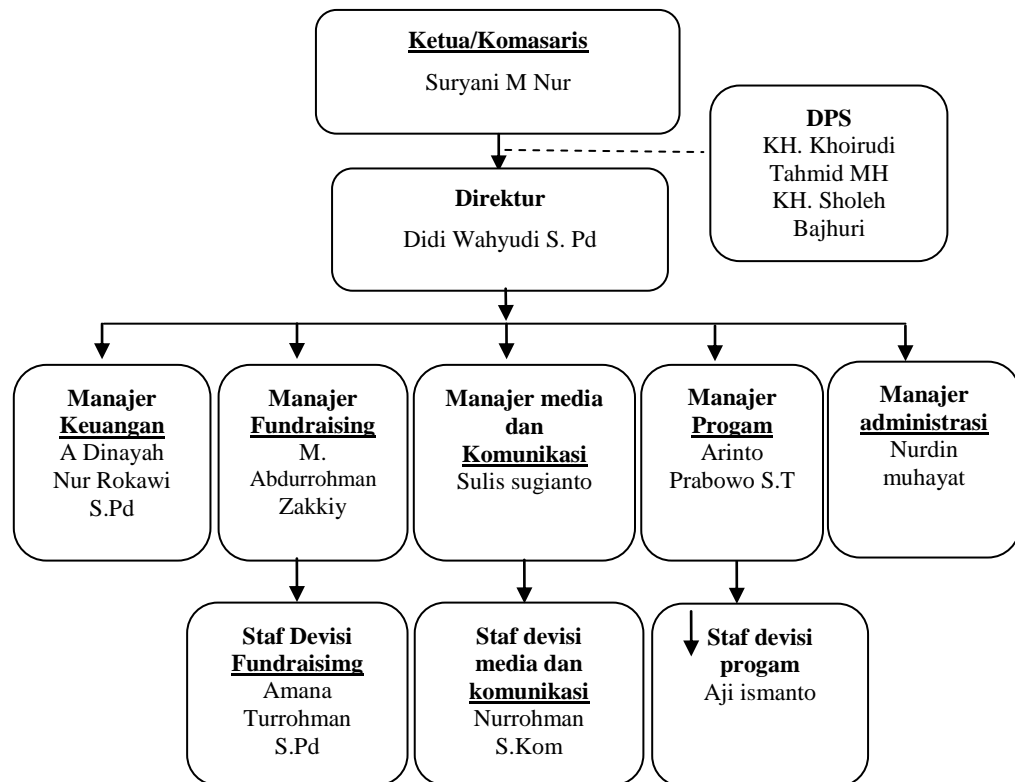 Ketua/Komasaris
Suryani M Nur
DPS
KH. Khoirudi
Tahmid MH
KH. Sholeh
Bajhuri
Direktur
Didi Wahyudi S. Pd
Manajer
Keuangan
A Dinayah
Nur Rokawi
S.Pd
Manajer
Fundraising
M.
Abdurrohman
Zakkiy
Manajer media
dan
Komunikasi
Sulis sugianto
Manajer
Progam
Arinto
Prabowo S.T
Manajer
administrasi
Nurdin
muhayat
Staf Devisi
Fundraisimg
Amana
Turrohman
S.Pd
Staf devisi
media dan
komunikasi
Nurrohman
S.Kom
Staf devisi
progam
Aji ismanto